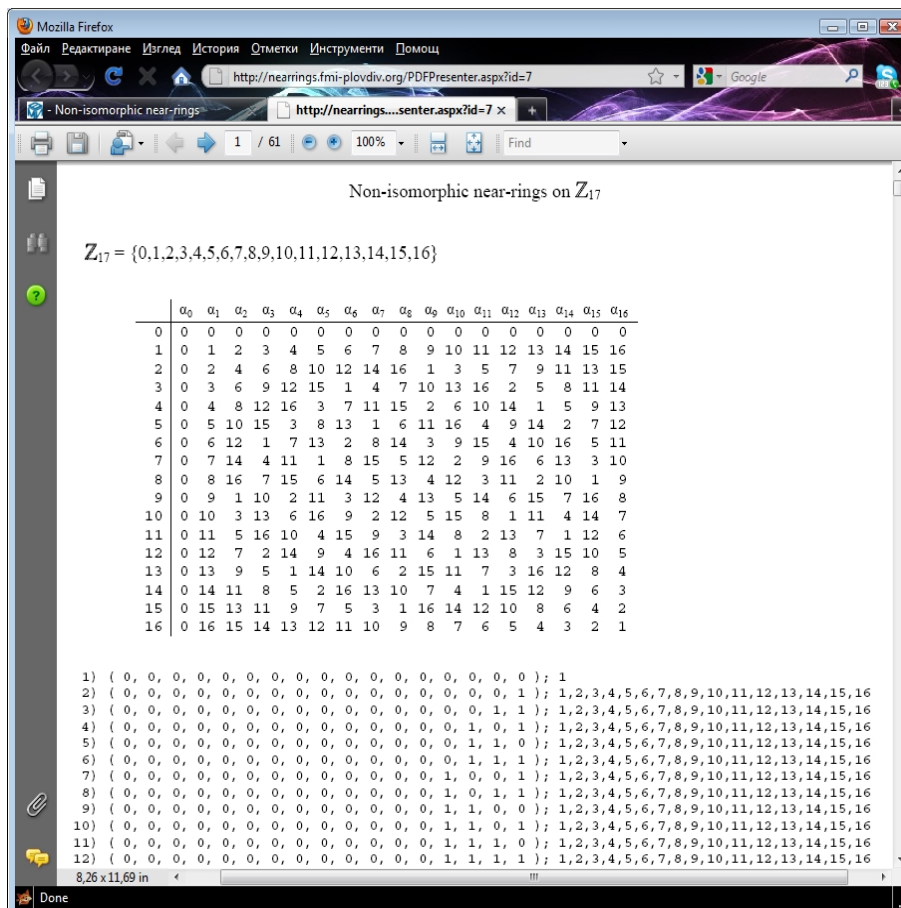 Mozilla Firefox
Файл Редактиране Изглед История Отметки Инструменти Помощ
http://nearrings.fmi-plovdiv.org/PDFPresenter.aspx?id=7 Google
- Non-isomorphic near-rings http://nearrings....senter.aspx?id=7 × +
1 / 61 100% Find
Non-isomorphic near-rings on ℤ17
ℤ17 = {0,1,2,3,4,5,6,7,8,9,10,11,12,13,14,15,16}
α0 α1 α2 α3 α4 α5 α6 α7 α8 α9 α10 α11 α12 α13 α14 α15 α16
0 0 0 0 0 0 0 0 0 0 0 0 0 0 0 0 0 0
1 0 1 2 3 4 5 6 7 8 9 10 11 12 13 14 15 16
2 0 2 4 6 8 10 12 14 16 1 3 5 7 9 11 13 15
3 0 3 6 9 12 15 1 4 7 10 13 16 2 5 8 11 14
4 0 4 8 12 16 3 7 11 15 2 6 10 14 1 5 9 13
5 0 5 10 15 3 8 13 1 6 11 16 4 9 14 2 7 12
6 0 6 12 1 7 13 2 8 14 3 9 15 4 10 16 5 11
7 0 7 14 4 11 1 8 15 5 12 2 9 16 6 13 3 10
8 0 8 16 7 15 6 14 5 13 4 12 3 11 2 10 1 9
9 0 9 1 10 2 11 3 12 4 13 5 14 6 15 7 16 8
10 0 10 3 13 6 16 9 2 12 5 15 8 1 11 4 14 7
11 0 11 5 16 10 4 15 9 3 14 8 2 13 7 1 12 6
12 0 12 7 2 14 9 4 16 11 6 1 13 8 3 15 10 5
13 0 13 9 5 1 14 10 6 2 15 11 7 3 16 12 8 4
14 0 14 11 8 5 2 16 13 10 7 4 1 15 12 9 6 3
15 0 15 13 11 9 7 5 3 1 16 14 12 10 8 6 4 2
16 0 16 15 14 13 12 11 10 9 8 7 6 5 4 3 2 1
1) ( 0, 0, 0, 0, 0, 0, 0, 0, 0, 0, 0, 0, 0, 0, 0, 0, 0 ); 1
2) ( 0, 0, 0, 0, 0, 0, 0, 0, 0, 0, 0, 0, 0, 0, 0, 0, 1 ); 1,2,3,4,5,6,7,8,9,10,11,12,13,14,15,16
3) ( 0, 0, 0, 0, 0, 0, 0, 0, 0, 0, 0, 0, 0, 0, 0, 1, 1 ); 1,2,3,4,5,6,7,8,9,10,11,12,13,14,15,16
4) ( 0, 0, 0, 0, 0, 0, 0, 0, 0, 0, 0, 0, 0, 0, 1, 0, 1 ); 1,2,3,4,5,6,7,8,9,10,11,12,13,14,15,16
5) ( 0, 0, 0, 0, 0, 0, 0, 0, 0, 0, 0, 0, 0, 0, 1, 1, 0 ); 1,2,3,4,5,6,7,8,9,10,11,12,13,14,15,16
6) ( 0, 0, 0, 0, 0, 0, 0, 0, 0, 0, 0, 0, 0, 0, 1, 1, 1 ); 1,2,3,4,5,6,7,8,9,10,11,12,13,14,15,16
7) ( 0, 0, 0, 0, 0, 0, 0, 0, 0, 0, 0, 0, 0, 1, 0, 0, 1 ); 1,2,3,4,5,6,7,8,9,10,11,12,13,14,15,16
8) ( 0, 0, 0, 0, 0, 0, 0, 0, 0, 0, 0, 0, 0, 1, 0, 1, 1 ); 1,2,3,4,5,6,7,8,9,10,11,12,13,14,15,16
9) ( 0, 0, 0, 0, 0, 0, 0, 0, 0, 0, 0, 0, 0, 1, 1, 0, 0 ); 1,2,3,4,5,6,7,8,9,10,11,12,13,14,15,16
10) ( 0, 0, 0, 0, 0, 0, 0, 0, 0, 0, 0, 0, 0, 1, 1, 0, 1 ); 1,2,3,4,5,6,7,8,9,10,11,12,13,14,15,16
11) ( 0, 0, 0, 0, 0, 0, 0, 0, 0, 0, 0, 0, 0, 1, 1, 1, 0 ); 1,2,3,4,5,6,7,8,9,10,11,12,13,14,15,16
12) ( 0, 0, 0, 0, 0, 0, 0, 0, 0, 0, 0, 0, 0, 1, 1, 1, 1 ); 1,2,3,4,5,6,7,8,9,10,11,12,13,14,15,16
8,26 x 11,69 in
Done